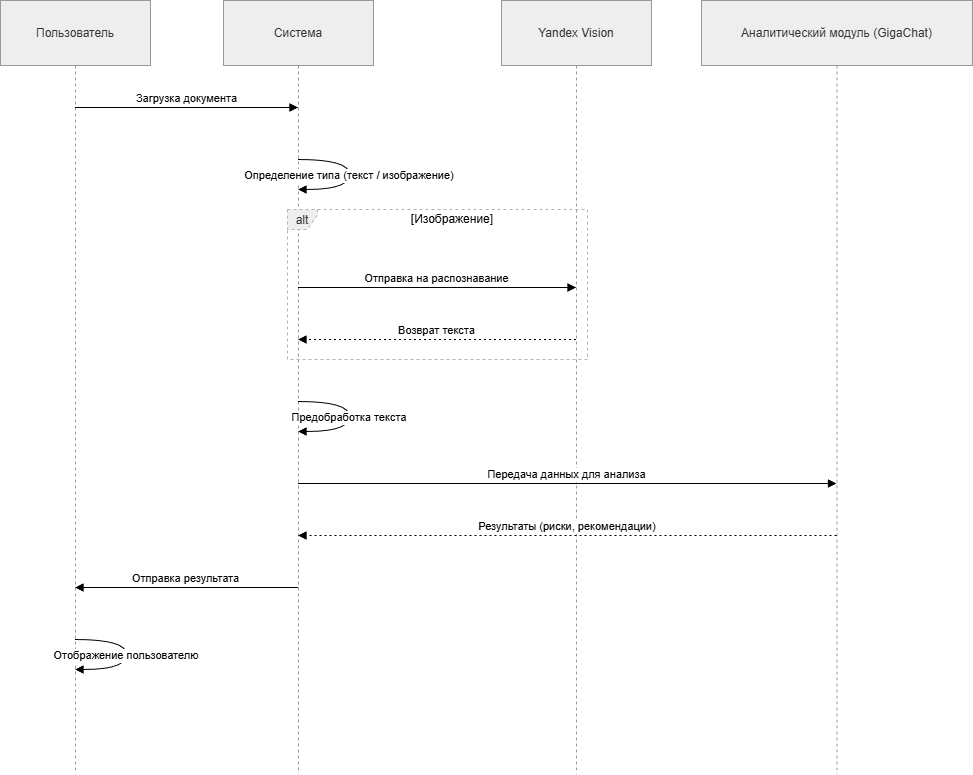 Пользователь
Система
Yandex Vision
Аналитический модуль (GigaChat)
Загрузка документа
Определение типа (текст / изображение)
alt
[Изображение]
Отправка на распознавание
Возврат текста
Предобработка текста
Передача данных для анализа
Результаты (риски, рекомендации)
Отправка результата
Отображение пользователю